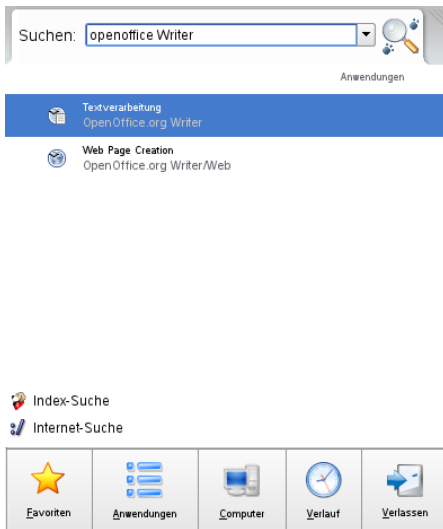 Suchen: openoffice Writer
Anwendungen
Textverarbeitung
OpenOffice.org Writer
Web Page Creation
OpenOffice.org Writer/Web
Index-Suche
Internet-Suche
Favoriten Anwendungen Computer Verlauf Verlassen